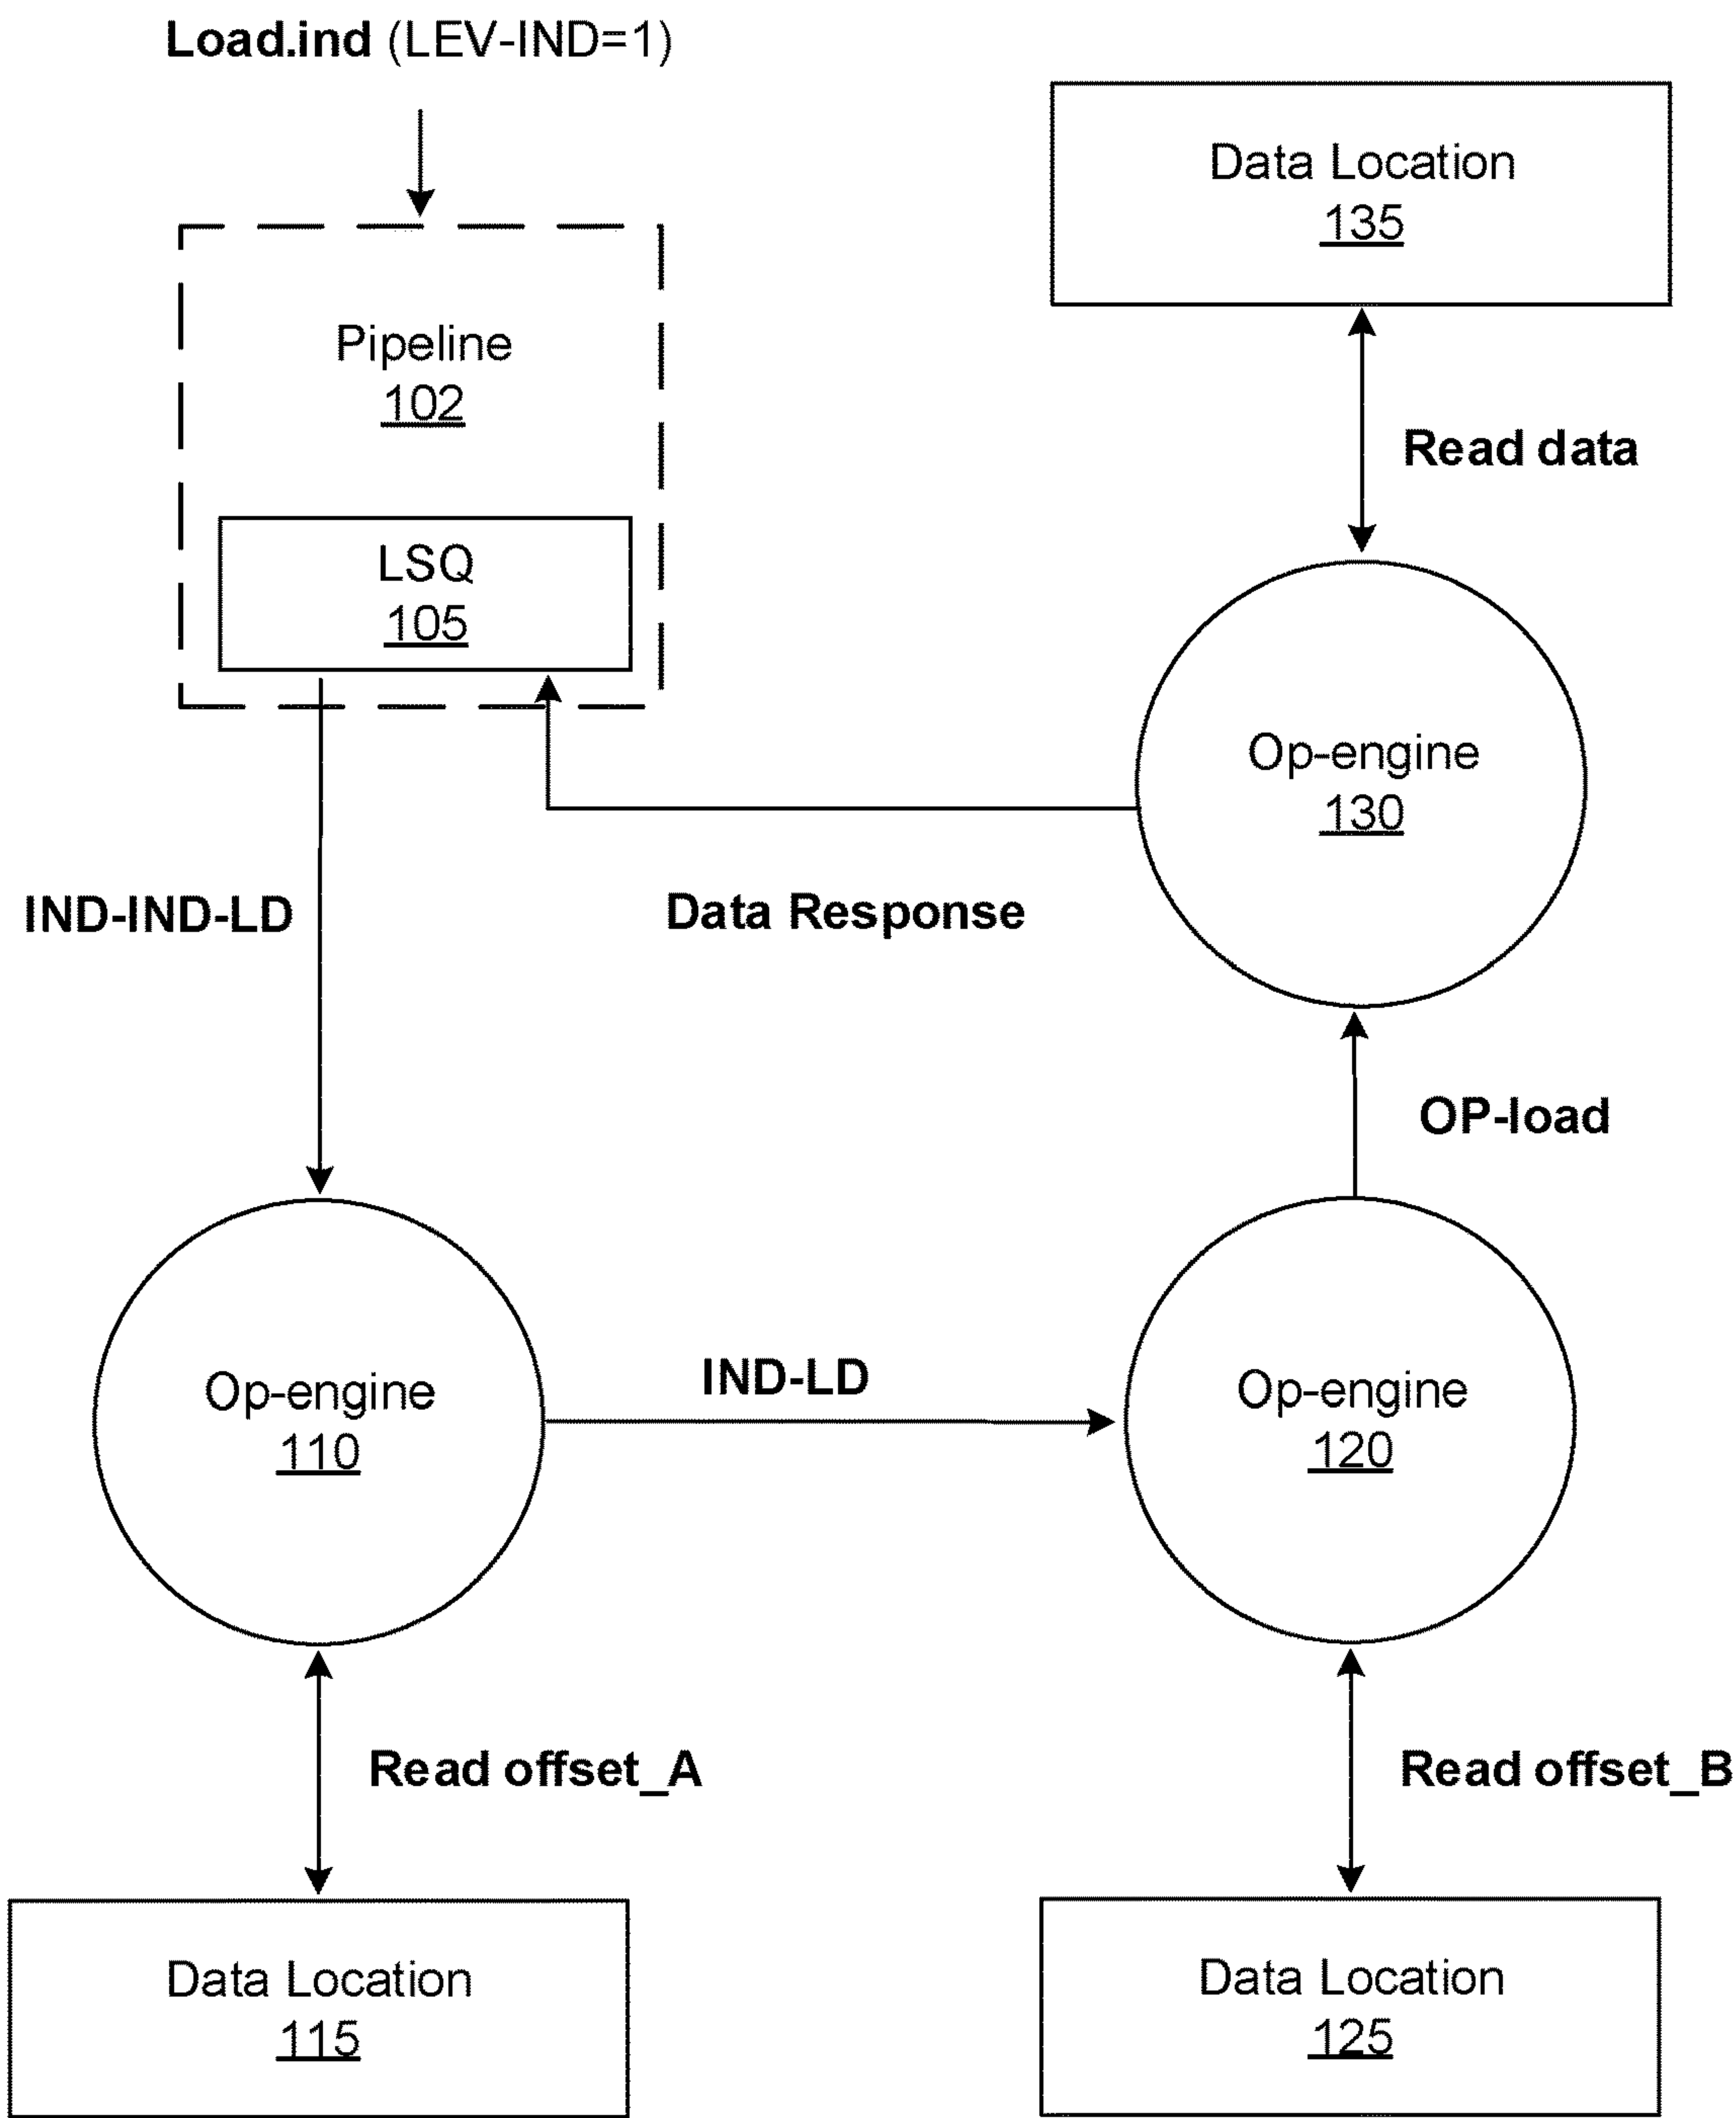 Load.ind (LEV-IND=1)
Data Location
135
Pipeline
102
Read data
LSQ
105
Op-engine
130
IND-IND-LD
Data Response
OP-load
Op-engine
110
IND-LD
Op-engine
120
Read offset_A
Read offset_B
Data Location
115
Data Location
125